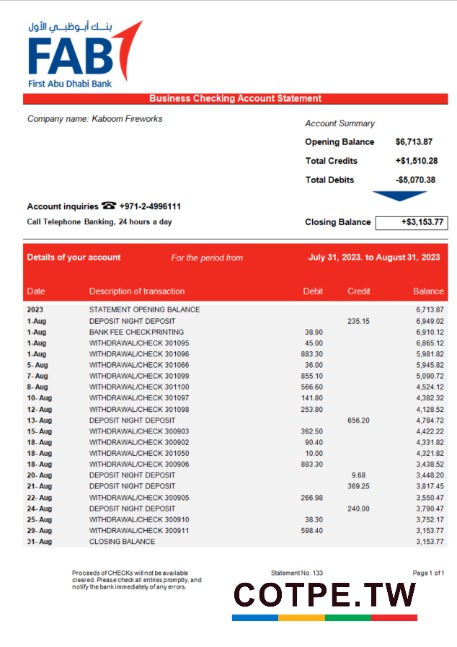 بنـــك أبـوظـبـي الأول
FAB
First Abu Dhabi Bank
Business Checking Account Statement
Company name: Kaboom Fireworks
Account Summary
Opening Balance $6,713.87
Total Credits +$1,510.28
Total Debits -$5,070.38
Account inquiries ☎ +971-2-4996111
Call Telephone Banking, 24 hours a day
Closing Balance +$3,153.77
Details of your account For the period from July 31, 2023. to August 31, 2023
Date Description of transaction Debit Credit Balance
2023 STATEMENT OPENING BALANCE 6,713.87
1-Aug DEPOSIT NIGHT DEPOSIT 235.15 6,949.02
1-Aug BANK FEE CHECK PRINTING 38.90 6,910.12
1-Aug WITHDRAWAL/CHECK 301095 45.00 6,865.12
1-Aug WITHDRAWAL/CHECK 301096 883.30 5,981.82
5- Aug WITHDRAWAL/CHECK 301066 36.00 5,945.82
7- Aug WITHDRAWAL/CHECK 301099 855.10 5,090.72
8- Aug WITHDRAWAL/CHECK 301100 566.60 4,524.12
10- Aug WITHDRAWAL/CHECK 301097 141.80 4,382.32
12- Aug WITHDRAWAL/CHECK 301098 253.80 4,128.52
13- Aug DEPOSIT NIGHT DEPOSIT 656.20 4,784.72
15- Aug WITHDRAWAL/CHECK 300903 362.50 4,422.22
18- Aug WITHDRAWAL/CHECK 300902 90.40 4,331.82
18- Aug WITHDRAWAL/CHECK 301050 10.00 4,321.82
18- Aug WITHDRAWAL/CHECK 300906 883.30 3,438.52
20- Aug DEPOSIT NIGHT DEPOSIT 9.68 3,448.20
21- Aug DEPOSIT NIGHT DEPOSIT 369.25 3,817.45
22- Aug WITHDRAWAL/CHECK 300905 266.98 3,550.47
24- Aug DEPOSIT NIGHT DEPOSIT 240.00 3,790.47
25- Aug WITHDRAWAL/CHECK 300910 38.30 3,752.17
29- Aug WITHDRAWAL/CHECK 300911 598.40 3,153.77
31- Aug CLOSING BALANCE 3,153.77
Proceeds of CHECKs will not be available
cleared. Please check all entries promptly, and
notify the bank immediately of any errors.
Statement No. 133
Page 1 of 1
COTPE.TW